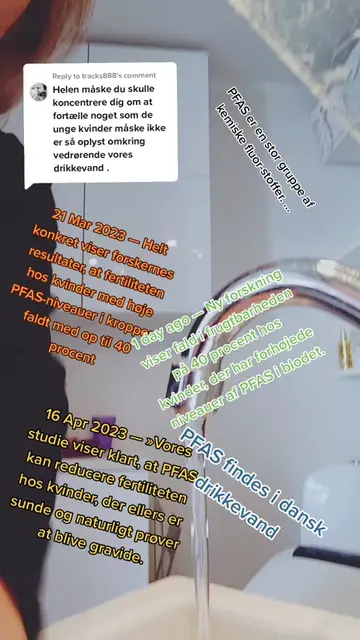 Reply to tracks888's comment
Helen måske du skulle
koncentrere dig om at
fortælle noget som de
unge kvinder måske ikke
er så oplyst omkring
vedrørende vores
drikkevand .
PFAS er en stor gruppe af
kemiske fluor-stoffer. ...
21 Mar 2023 — Helt
konkret viser forskernes
resultater, at fertiliteten
hos kvinder med høje
PFAS-niveauer i kroppen
faldt med op til 40
procent
1 day ago — Ny forskning
viser fald i frugtbarheden
på 40 procent hos
kvinder, der har forhøjede
niveauer af PFAS i blodet.
16 Apr 2023 — »Vores
studie viser klart, at PFAS
kan reducere fertiliteten
hos kvinder, der ellers er
sunde og naturligt prøver
at blive gravide.
PFAS findes i dansk
drikkevand